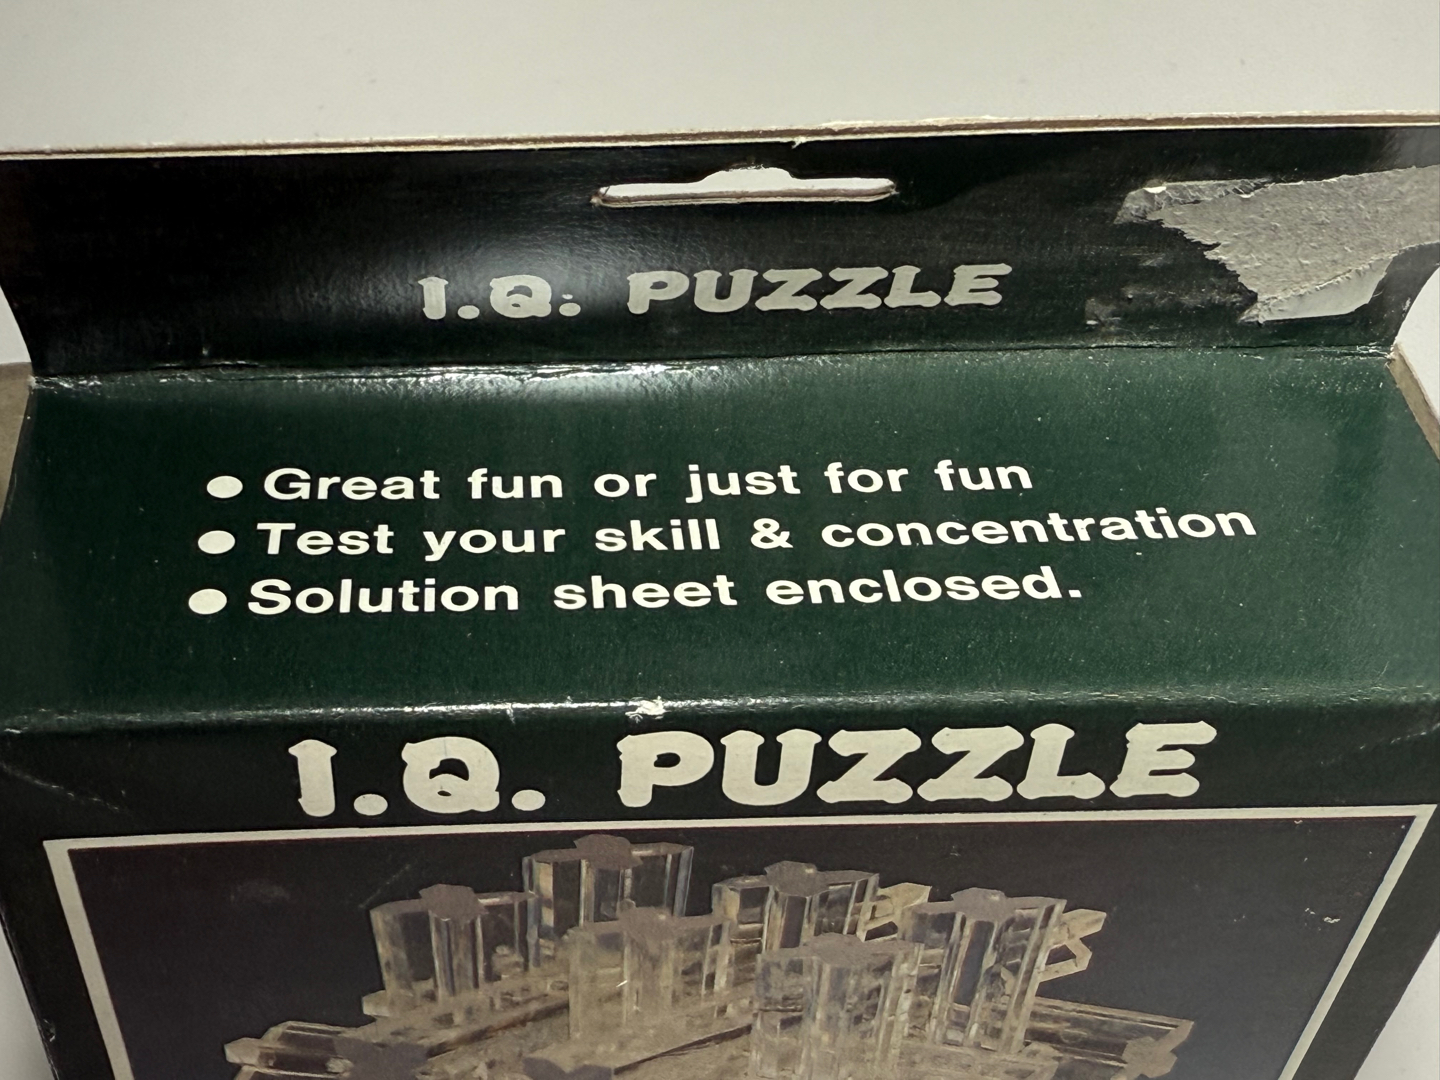 I.Q. PUZZLE
● Great fun or just for fun
● Test your skill & concentration
● Solution sheet enclosed.
I.Q. PUZZLE